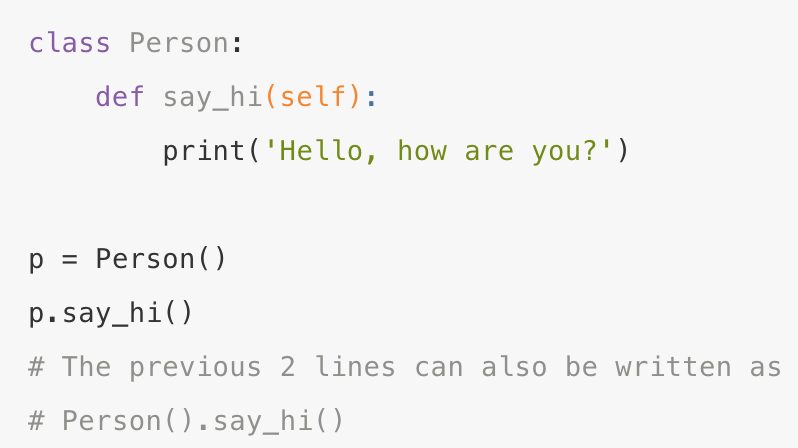 class Person:
    def say_hi(self):
        print('Hello, how are you?')

p = Person()
p.say_hi()
# The previous 2 lines can also be written as
# Person().say_hi()